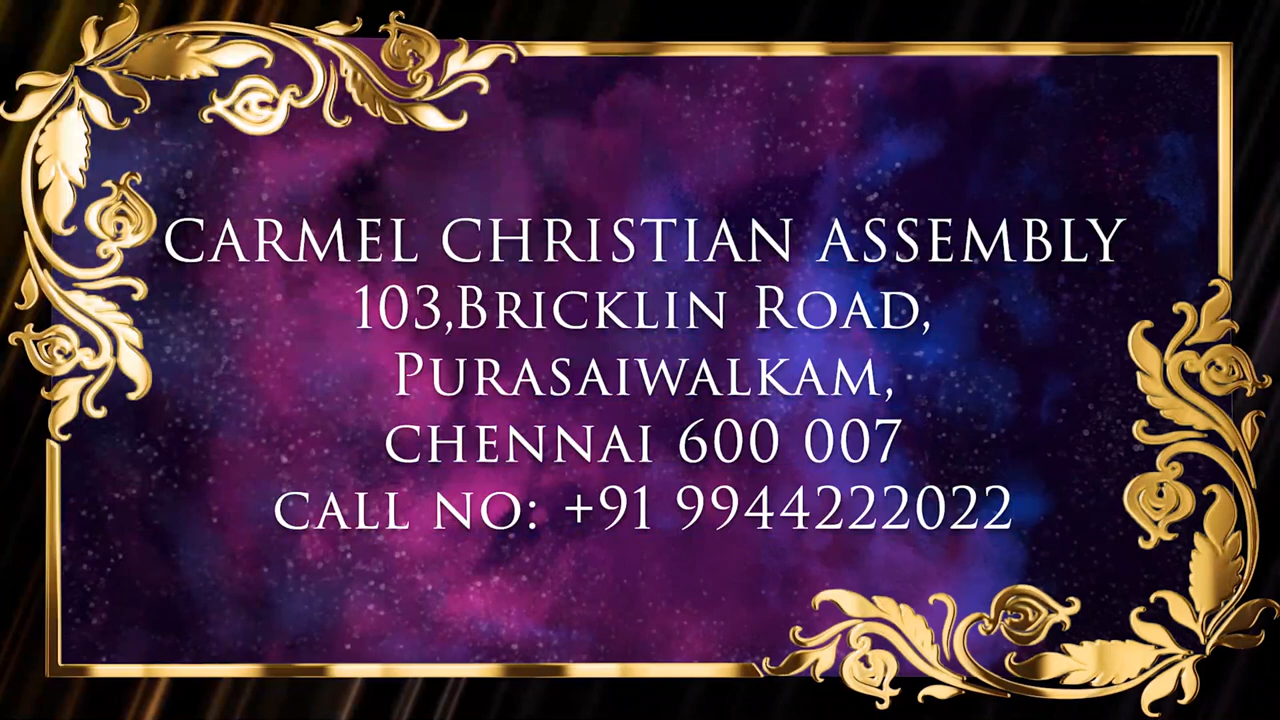 CARMEL CHRISTIAN ASSEMBLY
103,BRICKLIN ROAD,
PURASAIWALKAM,
CHENNAI 600 007
CALL NO: +91 9944222022